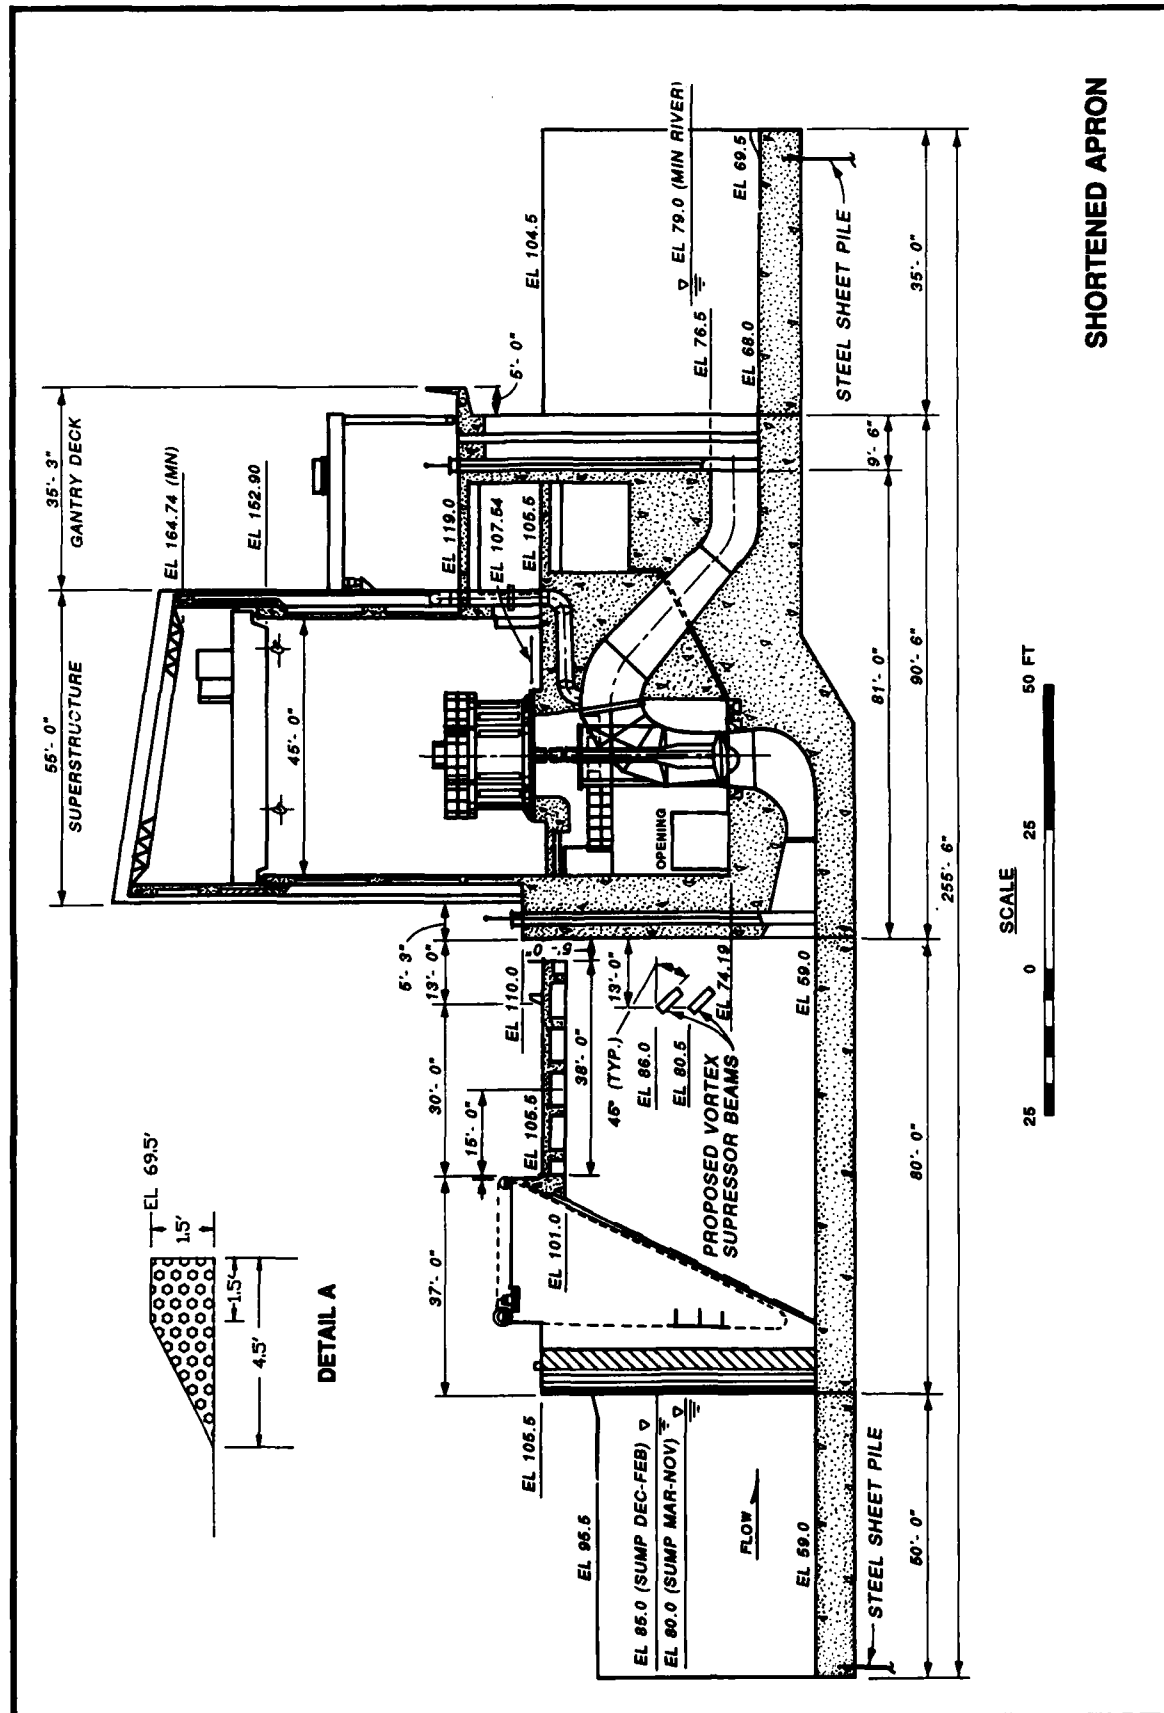 55'- 0"
SUPERSTRUCTURE
35'- 3"
GANTRY DECK
EL 164.74 (MN)
EL 152.90
45'- 0"
EL 119.0
EL 107.54
EL 105.5
5'- 0"
EL 104.5
EL 79.0 (MIN RIVER)
EL 76.5
EL 68.0
EL 69.5
STEEL SHEET PILE
OPENING
5'- 3"
13'- 0"
30'- 0"
15'- 0"
37'- 0"
EL 110.0
5'- 0"
EL 105.5
38'- 0"
13'- 0"
EL 101.0
45° (TYP.)
EL 86.0
EL 80.5
EL 74.19
PROPOSED VORTEX
SUPRESSOR BEAMS
EL 59.0
EL 105.5
EL 95.5
EL 85.0 (SUMP DEC-FEB)
EL 80.0 (SUMP MAR-NOV)
FLOW
EL 59.0
STEEL SHEET PILE
50'- 0"
80'- 0"
81'- 0"
9'- 6"
90'- 6"
35'- 0"
255'- 6"
EL 69.5'
1.5'
1.5'
4.5'
DETAIL A
SCALE
25 0 25 50 FT
SHORTENED APRON